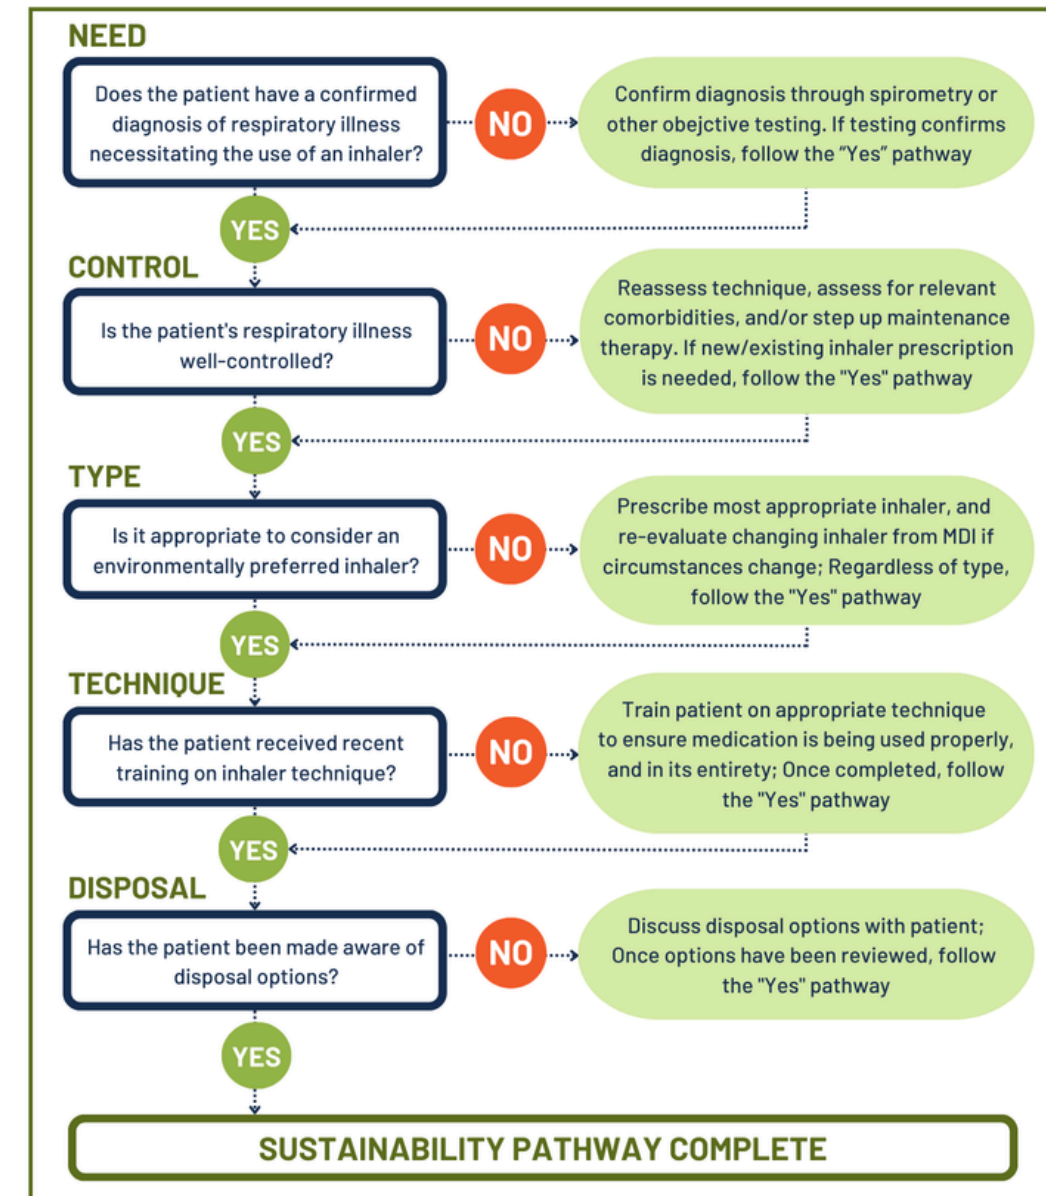 NEED
Does the patient have a confirmed
diagnosis of respiratory illness
necessitating the use of an inhaler?
NO
Confirm diagnosis through spirometry or
other obejctive testing. If testing confirms
diagnosis, follow the “Yes” pathway
YES
CONTROL
Is the patient's respiratory illness
well-controlled?
NO
Reassess technique, assess for relevant
comorbidities, and/or step up maintenance
therapy. If new/existing inhaler prescription
is needed, follow the "Yes" pathway
YES
TYPE
Is it appropriate to consider an
environmentally preferred inhaler?
NO
Prescribe most appropriate inhaler, and
re-evaluate changing inhaler from MDI if
circumstances change; Regardless of type,
follow the "Yes" pathway
YES
TECHNIQUE
Has the patient received recent
training on inhaler technique?
NO
Train patient on appropriate technique
to ensure medication is being used properly,
and in its entirety; Once completed, follow
the "Yes" pathway
YES
DISPOSAL
Has the patient been made aware of
disposal options?
NO
Discuss disposal options with patient;
Once options have been reviewed, follow
the "Yes" pathway
YES
SUSTAINABILITY PATHWAY COMPLETE